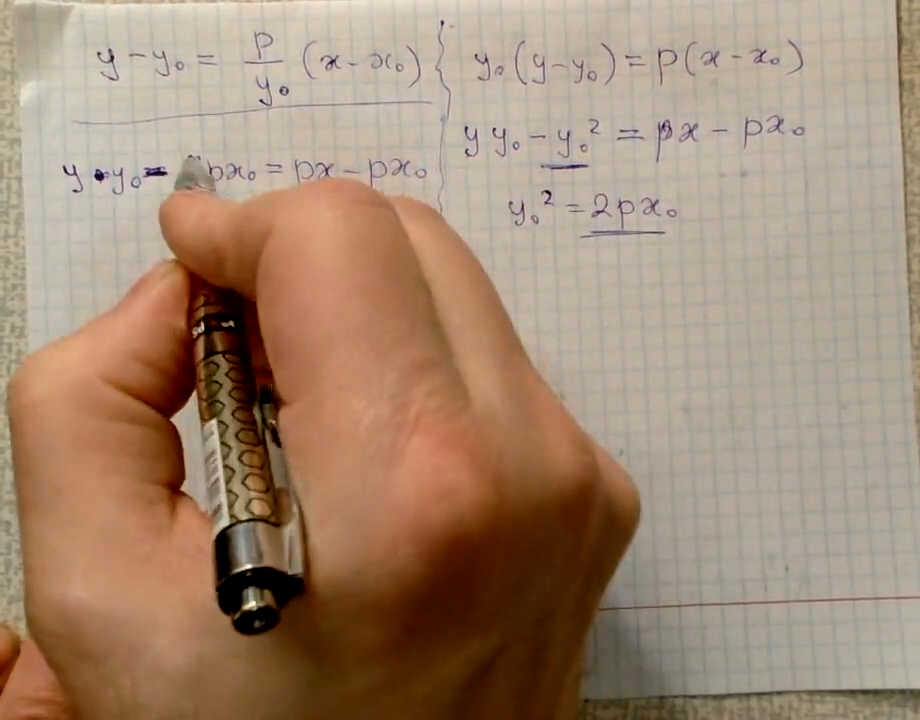 y - y₀ = p/y₀ (x - x₀)
y·y₀ - px₀ = px - px₀
y₀(y - y₀) = p(x - x₀)
y y₀ - y₀² = px - px₀
y₀² = 2px₀